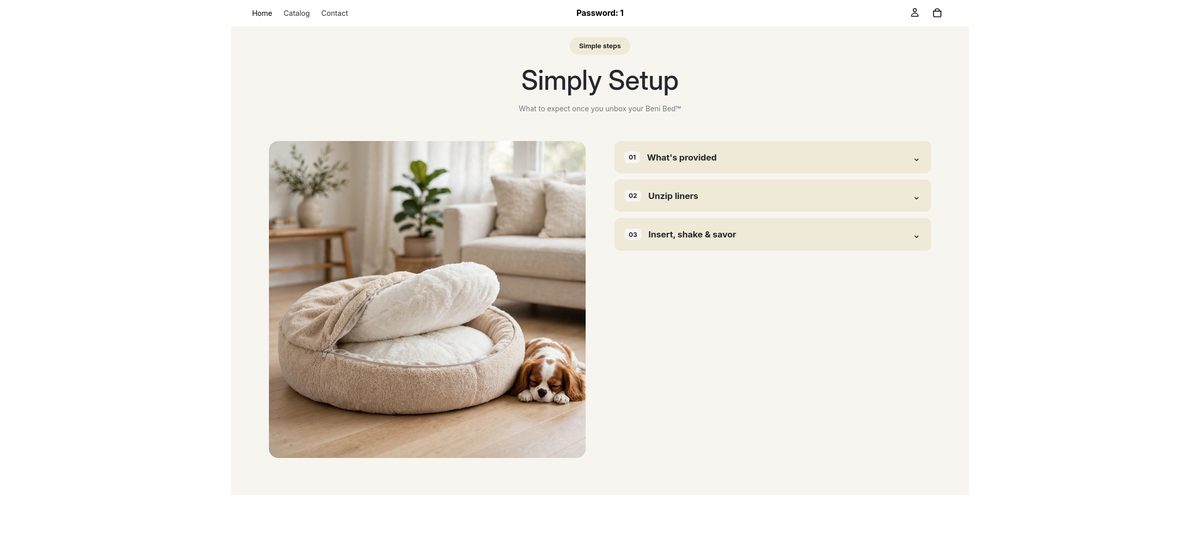 Home Catalog Contact
Password: 1
Simple steps
Simply Setup
What to expect once you unbox your Beni Bed™
01 What's provided
02 Unzip liners
03 Insert, shake & savor